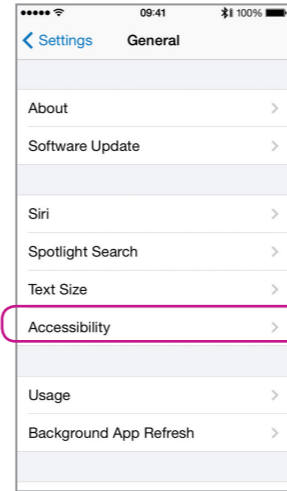 09:41 100%
Settings General
About
Software Update
Siri
Spotlight Search
Text Size
Accessibility
Usage
Background App Refresh